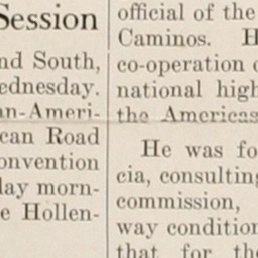 Session
nd South,
ednesday.
an-Ameri-
can Road
onvention
lay morn-
e Hollen-
official of the
Caminos. H
co-operation o
national high
the Americas
He was fo
cia, consulting
commission,
way condition
that for the